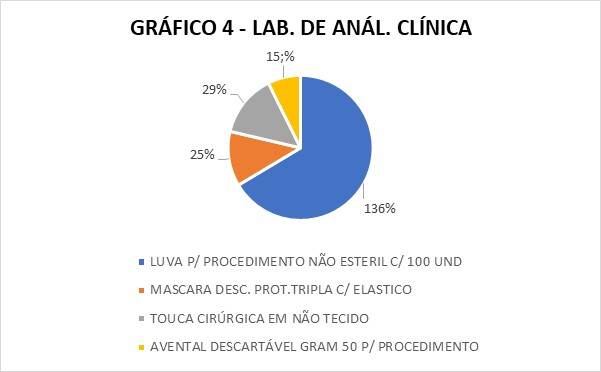 GRÁFICO 4 - LAB. DE ANÁL. CLÍNICA
15;%
29%
25%
136%
LUVA P/ PROCEDIMENTO NÃO ESTERIL C/ 100 UND
MASCARA DESC. PROT.TRIPLA C/ ELASTICO
TOUCA CIRÚRGICA EM NÃO TECIDO
AVENTAL DESCARTÁVEL GRAM 50 P/ PROCEDIMENTO